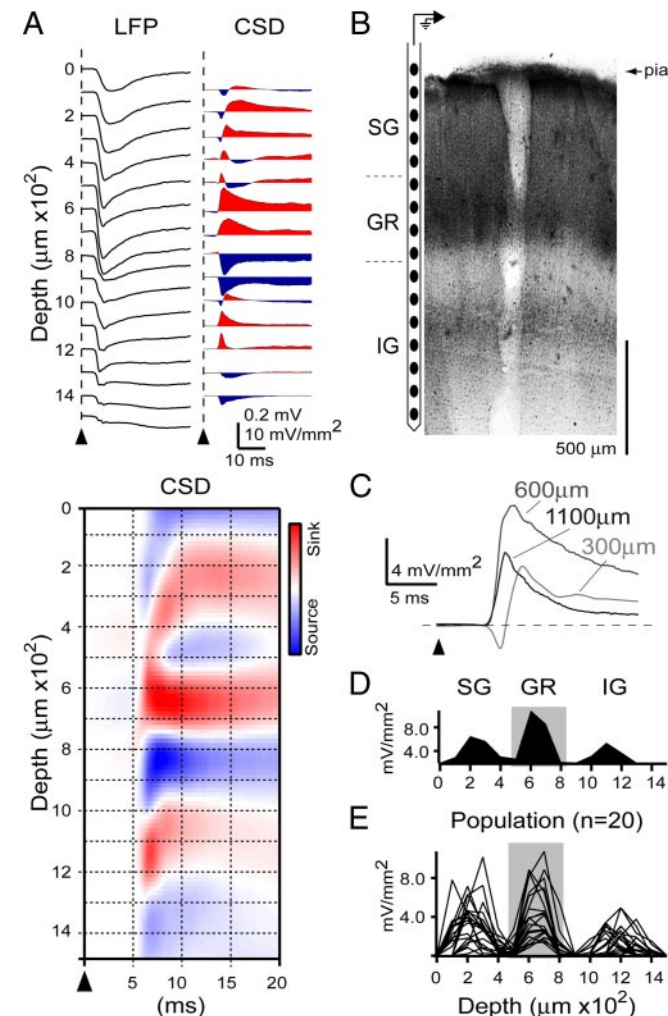 A
LFP
CSD
0
2
4
6
8
10
12
14
Depth (µm x10²)
0.2 mV
10 mV/mm²
10 ms
B
pia
SG
GR
IG
500 µm
CSD
0
2
4
6
8
10
12
14
Depth (µm x10²)
Sink
Source
5
10
15
20
(ms)
C
600µm
1100µm
300µm
4 mV/mm²
5 ms
D
SG
GR
IG
mV/mm²
8.0
4.0
0 2 4 6 8 10 12 14
E
Population (n=20)
mV/mm²
8.0
4.0
0 2 4 6 8 10 12 14
Depth (µm x10²)